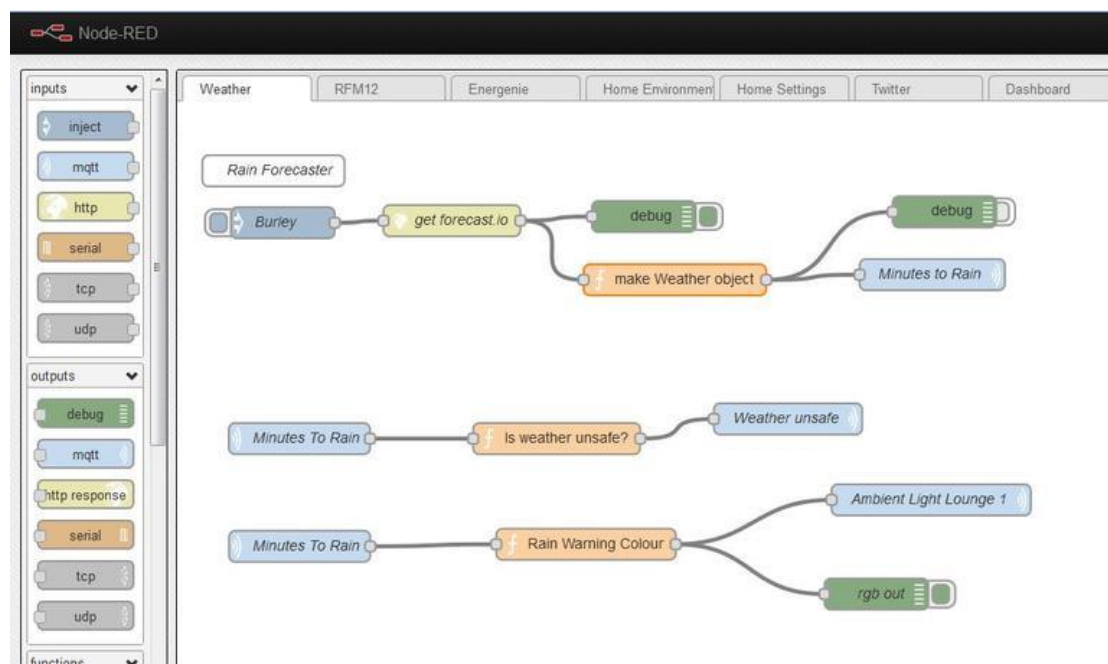 Node-RED
inputs
inject
mqtt
http
serial
tcp
udp
outputs
debug
mqtt
http response
serial
tcp
udp
functions
Weather
RFM12
Energenie
Home Environmen
Home Settings
Twitter
Dashboard
Rain Forecaster
Burley
get forecast.io
debug
debug
make Weather object
Minutes to Rain
Minutes To Rain
Is weather unsafe?
Weather unsafe
Minutes To Rain
Rain Warning Colour
Ambient Light Lounge 1
rgb out